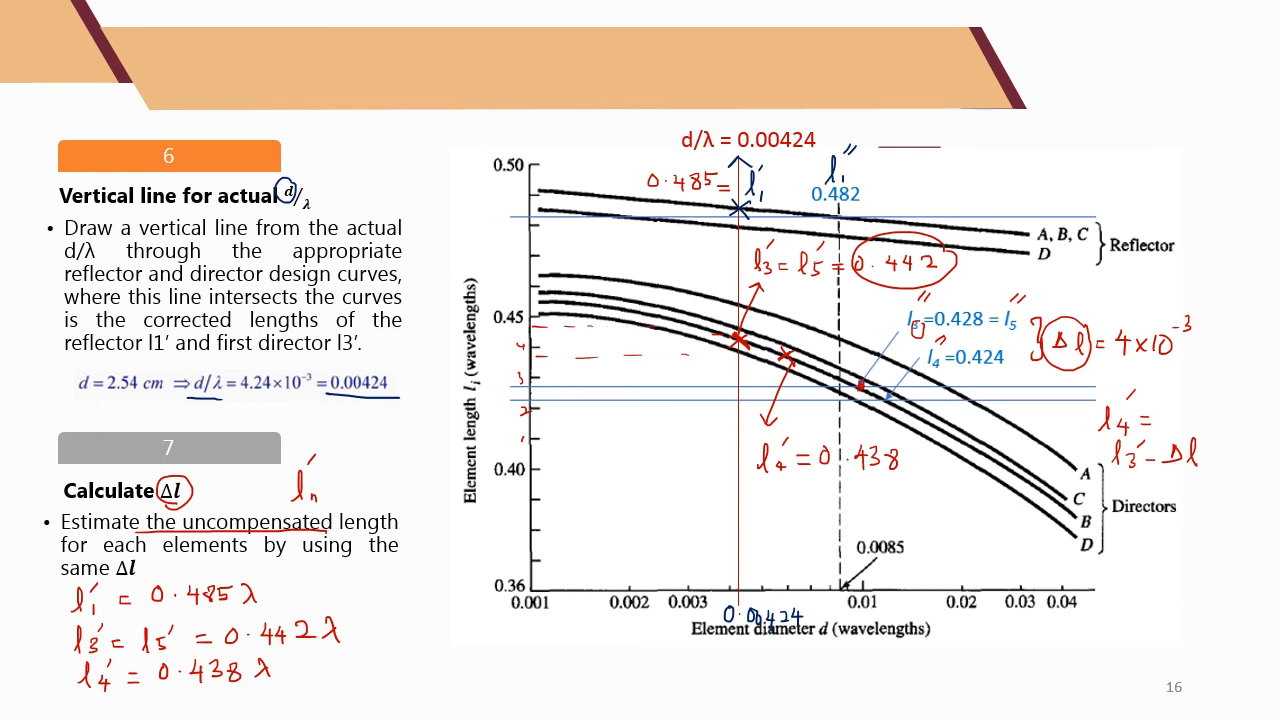 6
Vertical line for actual d/λ
• Draw a vertical line from the actual
d/λ through the appropriate
reflector and director design curves,
where this line intersects the curves
is the corrected lengths of the
reflector l1’ and first director l3’.
d = 2.54 cm ⇒ d/λ = 4.24×10⁻³ = 0.00424
7
Calculate Δl
lₙ′
• Estimate the uncompensated length
for each elements by using the
same Δl
l₁′ = 0.485λ
l₃′ = l₅′ = 0.442λ
l₄′ = 0.438λ
d/λ = 0.00424
0.485 = l₁′
l₁″
0.482
0.50
0.45
0.40
0.36
4
3
2
1
Element length lᵢ (wavelengths)
A, B, C
D
Reflector
l₃′ = l₅′ = 0.442
l₃″=0.428 = l₅″
l₄″=0.424
} Δl = 4×10⁻³
l₄′ =
l₃′ – Δl
l₄′ = 0.438
A
C
B
D
Directors
0.0085
0.001
0.002
0.003
0.00424
0.01
0.02
0.03
0.04
Element diameter d (wavelengths)
16